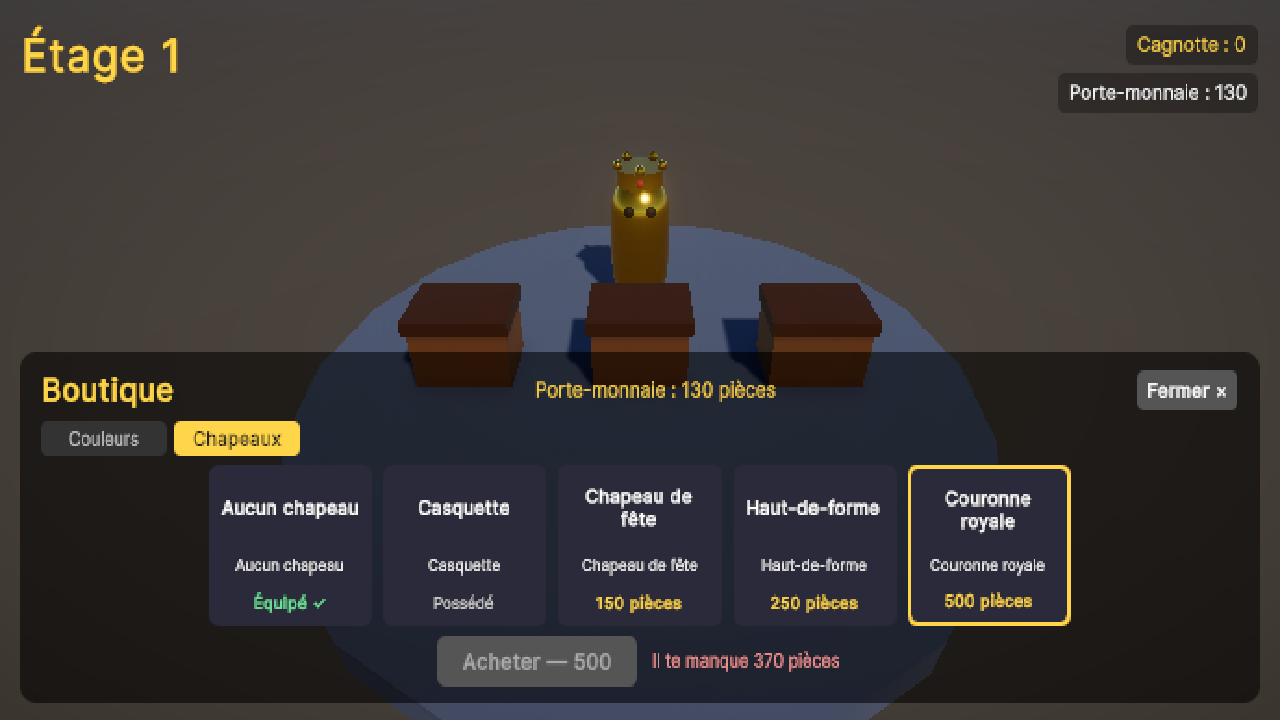 Étage 1
Cagnotte : 0
Porte-monnaie : 130
Boutique
Porte-monnaie : 130 pièces
Fermer ×
Couleurs
Chapeaux
Aucun chapeau
Aucun chapeau
Équipé ✓
Casquette
Casquette
Possédé
Chapeau de
fête
Chapeau de fête
150 pièces
Haut-de-forme
Haut-de-forme
250 pièces
Couronne
royale
Couronne royale
500 pièces
Acheter — 500
Il te manque 370 pièces